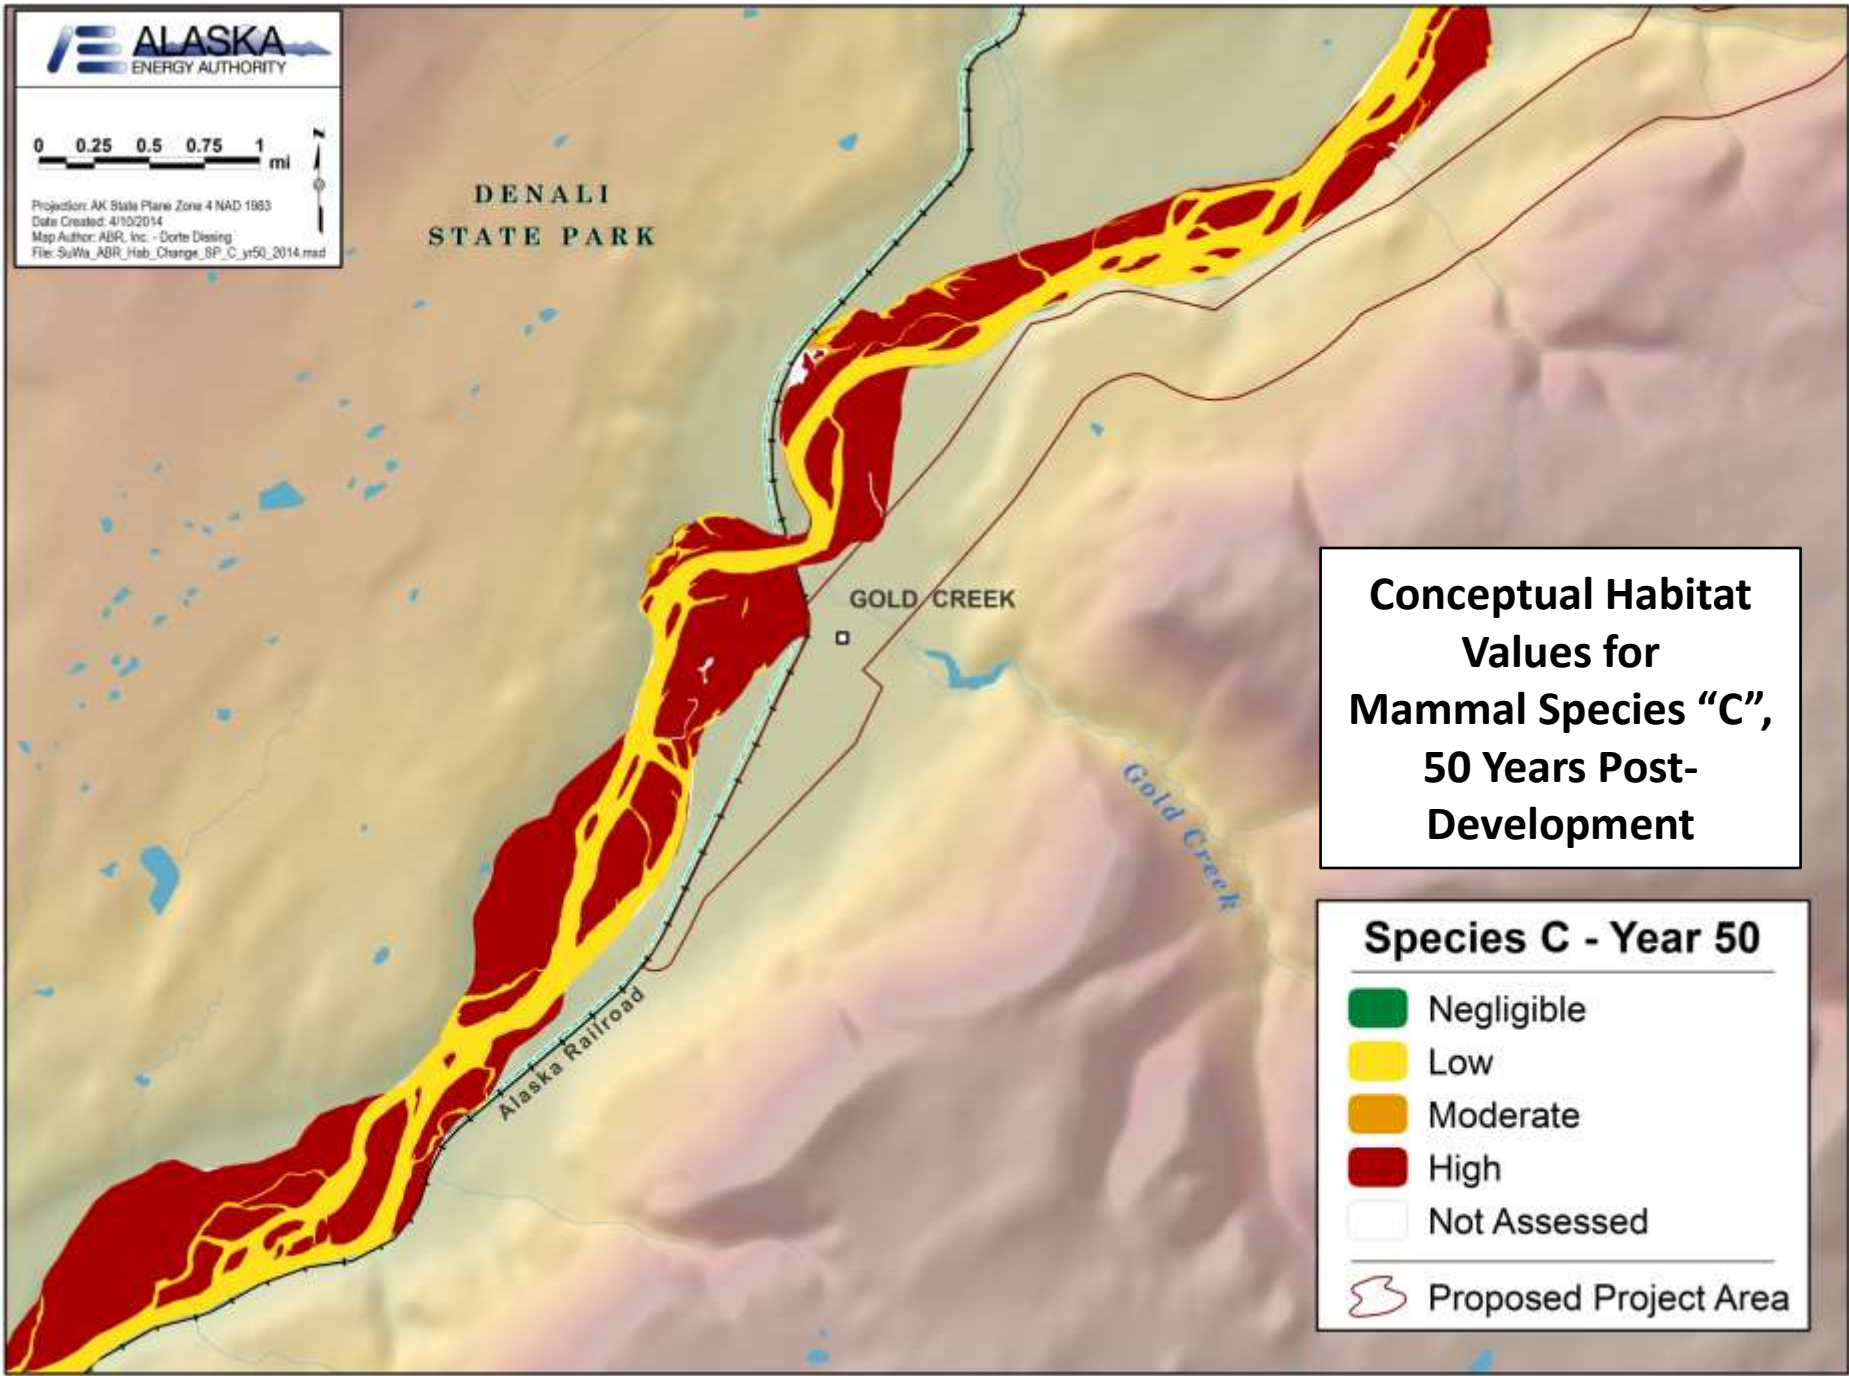 ALASKA
ENERGY AUTHORITY
0 0.25 0.5 0.75 1
mi
N
Projection: AK State Plane Zone 4 NAD 1983
Date Created: 4/10/2014
Map Author: ABR, Inc. - Dorte Dissing
File: SuWa_ABR_Hab_Change_SP_C_yr50_2014.mxd
DENALI
STATE PARK
GOLD CREEK
Gold Creek
Alaska Railroad
Conceptual Habitat
Values for
Mammal Species “C”,
50 Years Post-
Development
Species C - Year 50
Negligible
Low
Moderate
High
Not Assessed
Proposed Project Area